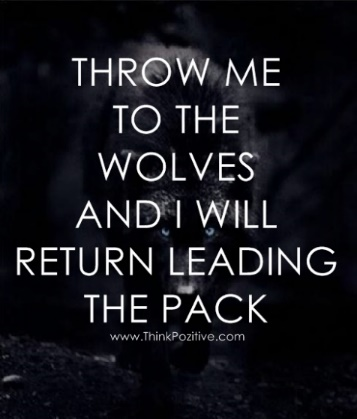 THROW ME
TO THE
WOLVES
AND I WILL
RETURN LEADING
THE PACK
www.ThinkPozitive.com